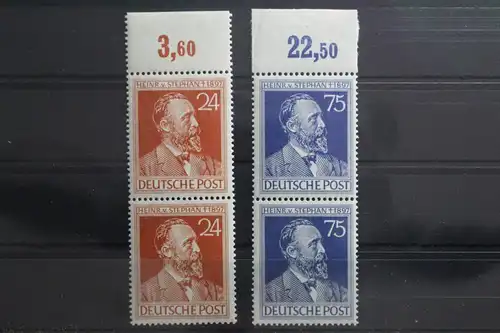 3,60
HEINR. v. STEPHAN † 1897
24
DEUTSCHE POST
HEINR. v. STEPHAN † 1897
24
DEUTSCHE POST
22,50
HEINR. v. STEPHAN † 1897
75
DEUTSCHE POST
HEINR. v. STEPHAN † 1897
75
DEUTSCHE POST